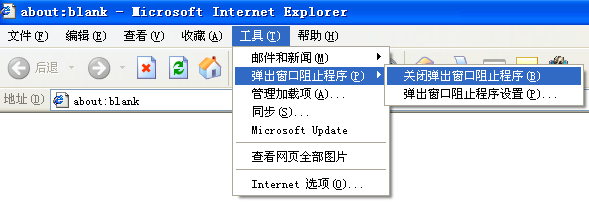 about:blank - Microsoft Internet Explorer
文件(F) 编辑(E) 查看(V) 收藏(A) 工具(T) 帮助(H)
后退
邮件和新闻(M)
弹出窗口阻止程序(P)
关闭弹出窗口阻止程序(B)
地址(D) about:blank
管理加载项(A)...
弹出窗口阻止程序设置(P)...
同步(S)...
Microsoft Update
查看网页全部图片
Internet 选项(O)...